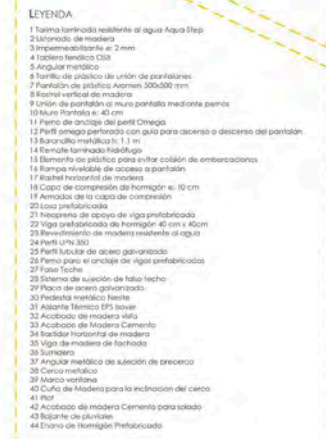 LEYENDA
1 Tarima laminada resistente al agua Aqua Step
2 Listonado de madera
3 Impermeabilizante e: 2 mm
4 Tablero fenólico OSB
5 Angular metálico
6 Tornillo de plástico de unión de pantalanes
7 Pantalán de plástico Aromen 500x500 mm
8 Rastrel vertical de madera
9 Unión de pantalán a muro pantalla mediante pernos
10 Muro Pantalla e: 40 cm
11 Perno de anclaje del perfil Omega
12 Perfil omega perforado con guía para ascenso o descenso del pantalán
13 Barandilla metálica h: 1.1 m
14 Remate laminado hidrófugo
15 Elemento de plástico para evitar colisión de embarcaciones
16 Rampa nivelable de acceso a pantalán
17 Rastrel horizontal de madera
18 Capa de compresión de hormigón e: 10 cm
19 Armados de la capa de compresión
20 Losa prefabricada
21 Neopreno de apoyo de viga prefabricada
22 Viga prefabricada de hormigón 40 cm x 40cm
23 Revestimiento de madera resistente al agua
24 Perfil UPN 350
25 Perfil tubular de acero galvanizado
26 Perno para el anclaje de vigas prefabricadas
27 Falso Techo
28 Sistema de sujeción de falso techo
29 Placa de acero galvanizado
30 Pedestal metálico Nesite
31 Aislante Térmico EPS Isover
32 Acabado de madera vista
33 Acabado de Madera Cemento
34 Bastidor Horizontal de madera
35 Viga de madera de fachada
36 Sumidero
37 Angular metálico de sujeción de precerco
38 Cerco metálico
39 Marco ventana
40 Cuña de Madera para la inclinación del cerco
41 Plot
42 Acabado de madera Cemento para solado
43 Bajante de pluviales
44 Enano de Hormigón Prefabricado